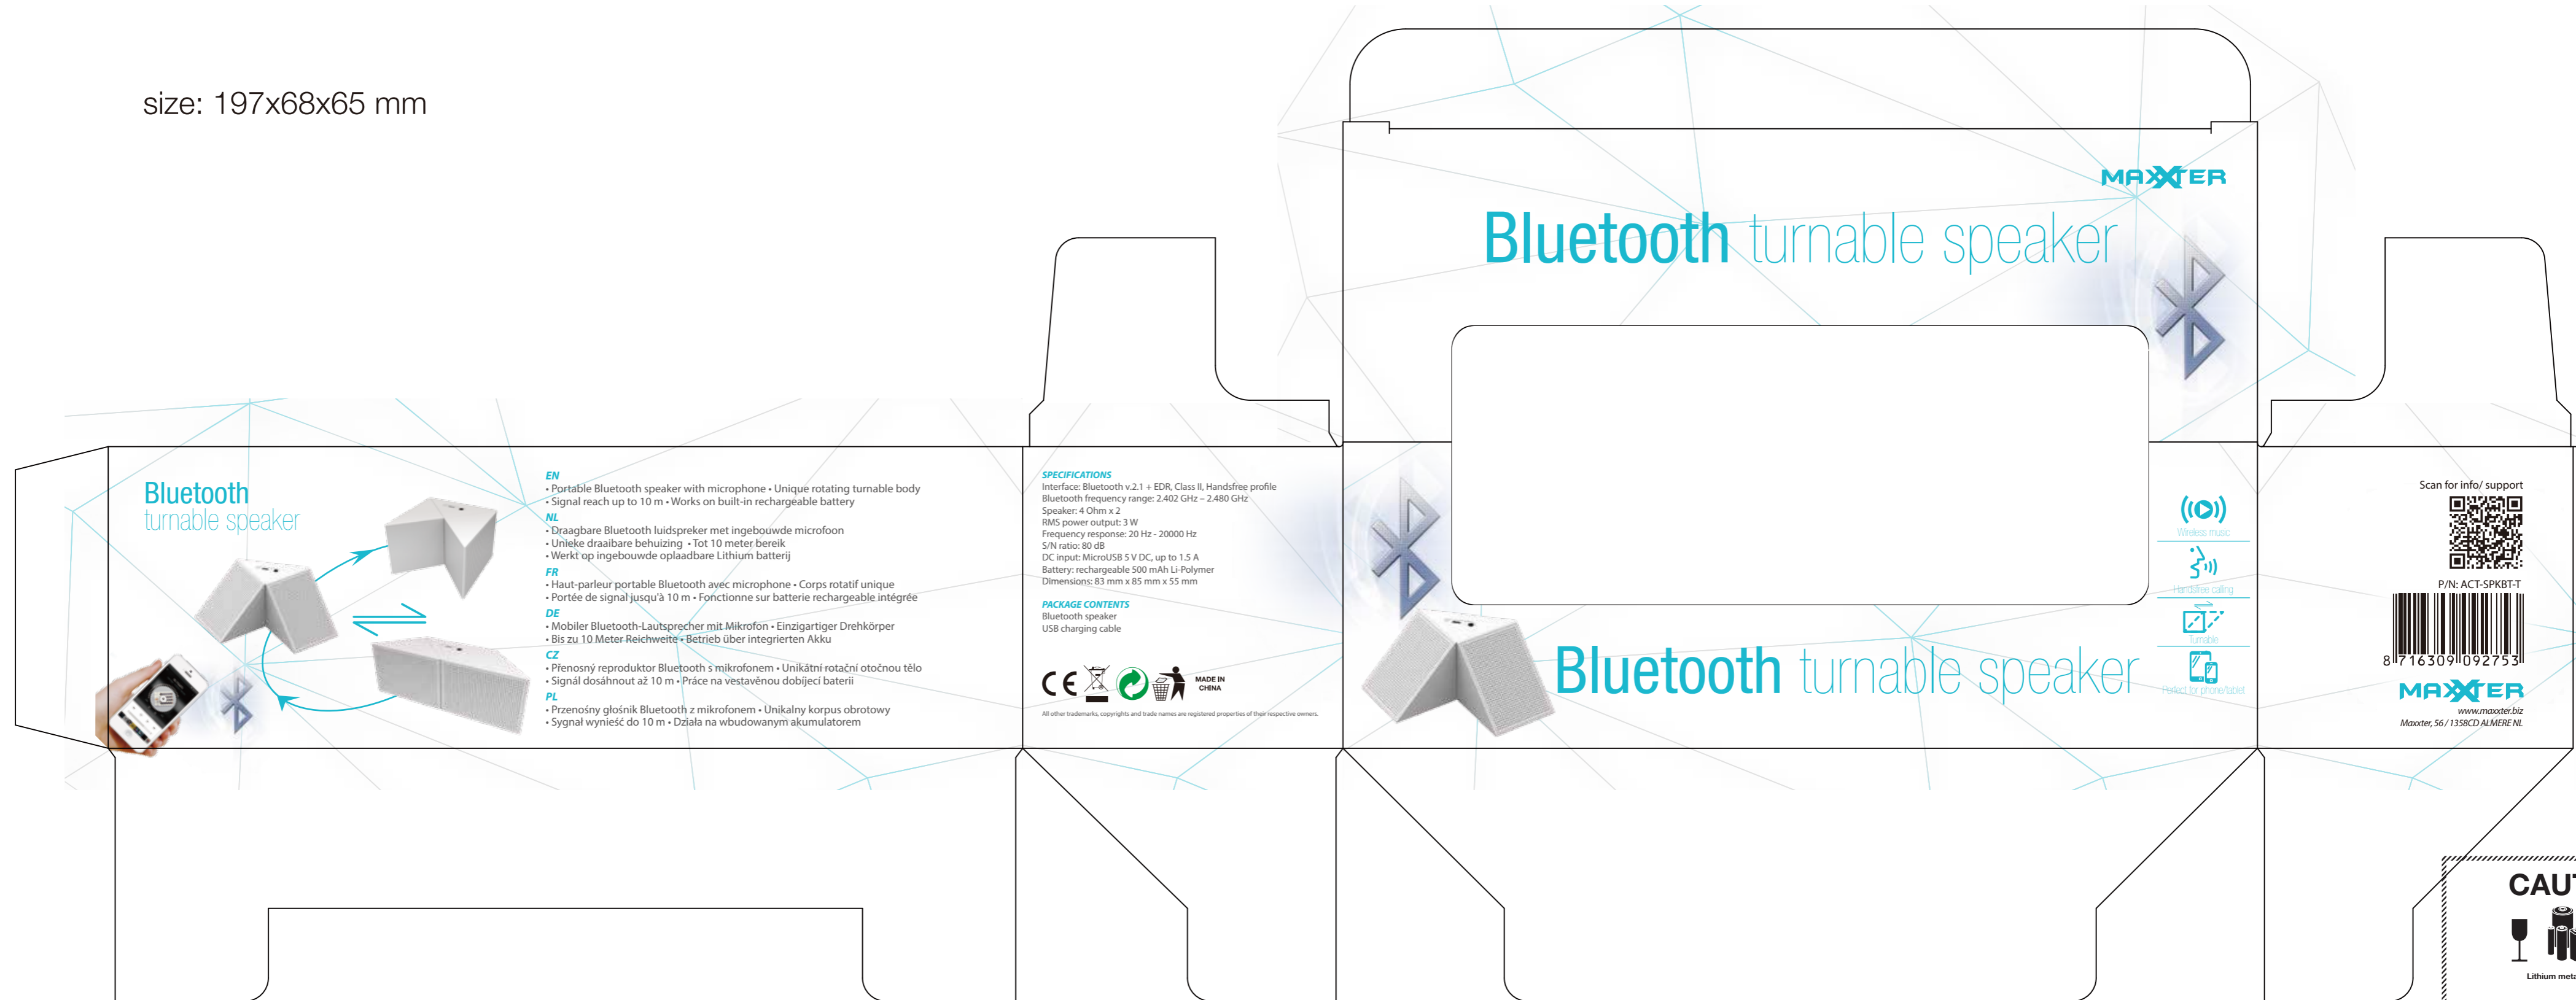 size: 197x68x65 mm
MAXXTER
Bluetooth turnable speaker
Bluetooth
turnable speaker
EN
• Portable Bluetooth speaker with microphone • Unique rotating turnable body
• Signal reach up to 10 m • Works on built-in rechargeable battery
NL
• Draagbare Bluetooth luidspreker met ingebouwde microfoon
• Unieke draaibare behuizing • Tot 10 meter bereik
• Werkt op ingebouwde oplaadbare Lithium batterij
FR
• Haut-parleur portable Bluetooth avec microphone • Corps rotatif unique
• Portée de signal jusqu'à 10 m • Fonctionne sur batterie rechargeable intégrée
DE
• Mobiler Bluetooth-Lautsprecher mit Mikrofon • Einzigartiger Drehkörper
• Bis zu 10 Meter Reichweite • Betrieb über integrierten Akku
CZ
• Přenosný reproduktor Bluetooth s mikrofonem • Unikátní rotační otočnou tělo
• Signál dosáhnout až 10 m • Práce na vestavěnou dobíjecí baterii
PL
• Przenośny głośnik Bluetooth z mikrofonem • Unikalny korpus obrotowy
• Sygnał wynieść do 10 m • Działa na wbudowanym akumulatorem
SPECIFICATIONS
Interface: Bluetooth v.2.1 + EDR, Class II, Handsfree profile
Bluetooth frequency range: 2.402 GHz – 2.480 GHz
Speaker: 4 Ohm x 2
RMS power output: 3 W
Frequency response: 20 Hz - 20000 Hz
S/N ratio: 80 dB
DC input: MicroUSB 5 V DC, up to 1.5 A
Battery: rechargeable 500 mAh Li-Polymer
Dimensions: 83 mm x 85 mm x 55 mm
PACKAGE CONTENTS
Bluetooth speaker
USB charging cable
CE
MADE IN
CHINA
All other trademarks, copyrights and trade names are registered properties of their respective owners.
Bluetooth turnable speaker
Wireless music
Handsfree calling
Turnable
Perfect for phone/tablet
Scan for info/ support
P/N: ACT-SPKBT-T
8 716309 092753
MAXXTER
www.maxxter.biz
Maxxter, 56 / 1358CD ALMERE NL
CAUT
Lithium meta